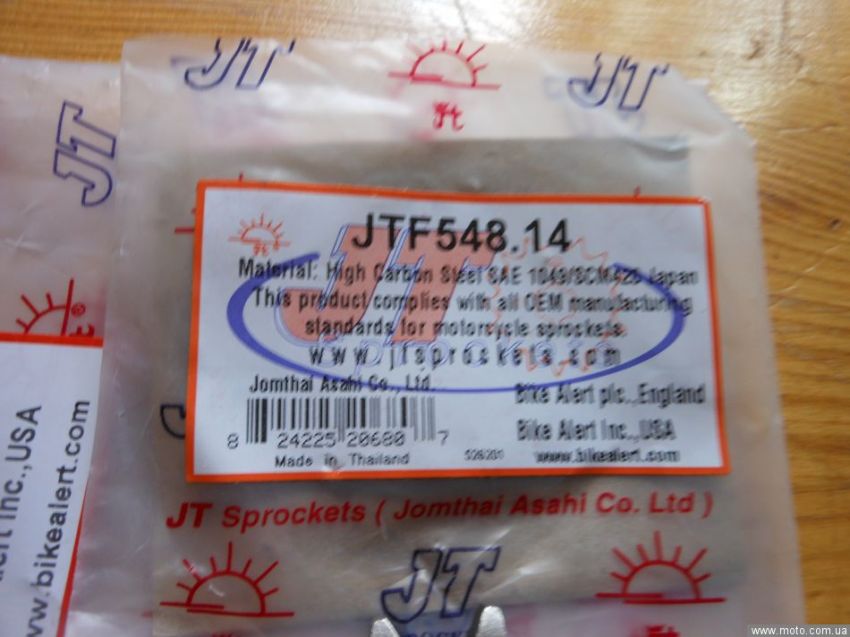 JT
JT
JT
JTF548.14
Material: High Carbon Steel SAE 1049/SCM420 Japan
This product complies with all OEM manufacturing
standards for motorcycle sprockets.
www.jtsprockets.com
Jomthai Asahi Co., Ltd.
Bike Alert plc.,England
8 24225 20680 7
Bike Alert Inc.,USA
Made in Thailand
www.bikealert.com
JT Sprockets ( Jomthai Asahi Co. Ltd )
JT
Inc.,USA
www.bikealert.com
www.moto.com.ua